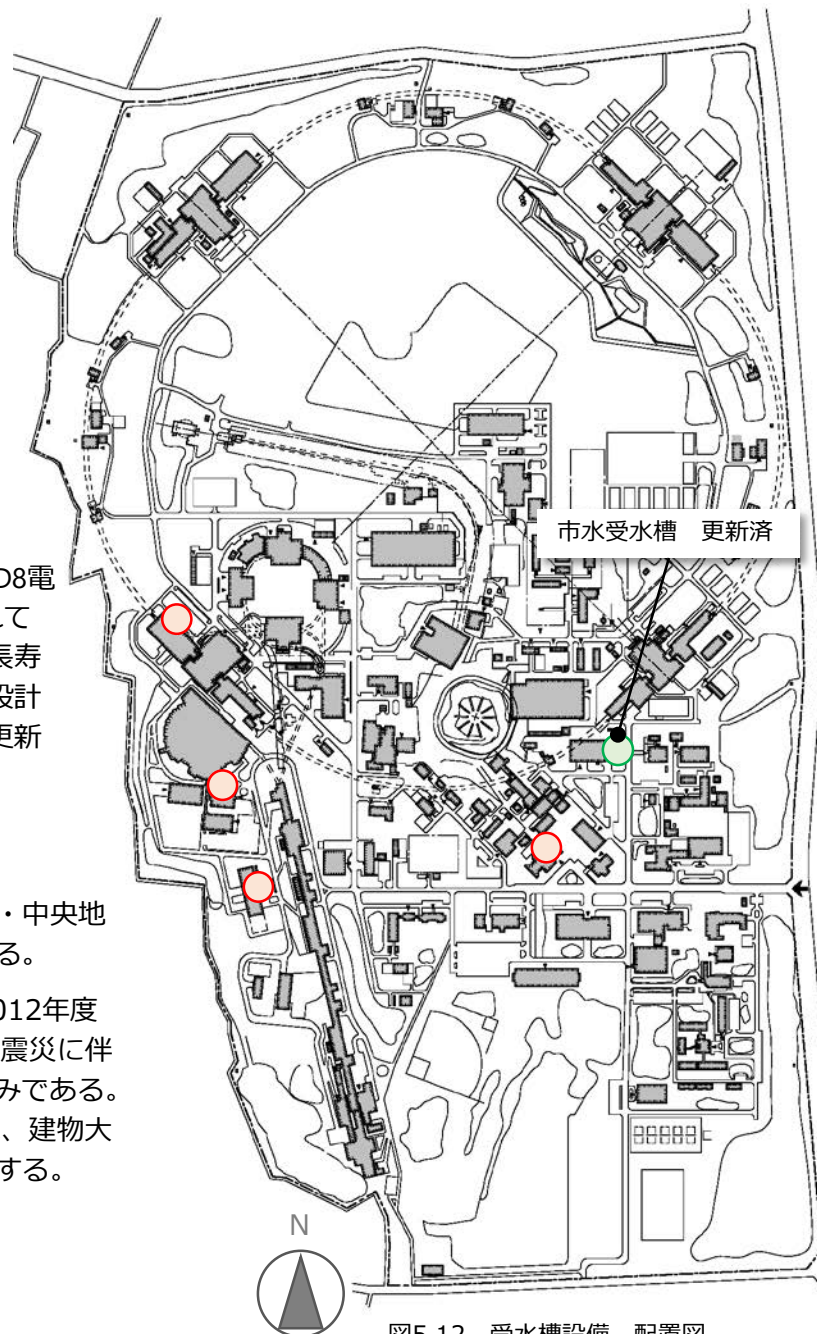 市水受水槽　更新済
D8電
して
長寿
設計
更新
・中央地
る。
012年度
震災に伴
みである。
、建物大
する。
N
図5-12　受水槽設備　配置図